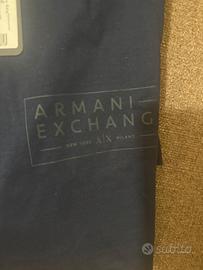 ARMANI
EXCHANG
NEW YORK A|X MILANO
subito